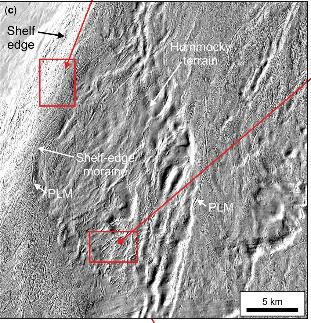 (c)
Shelf
edge
Hummocky
terrain
Shelf-edge
moraine
PLM
PLM
5 km